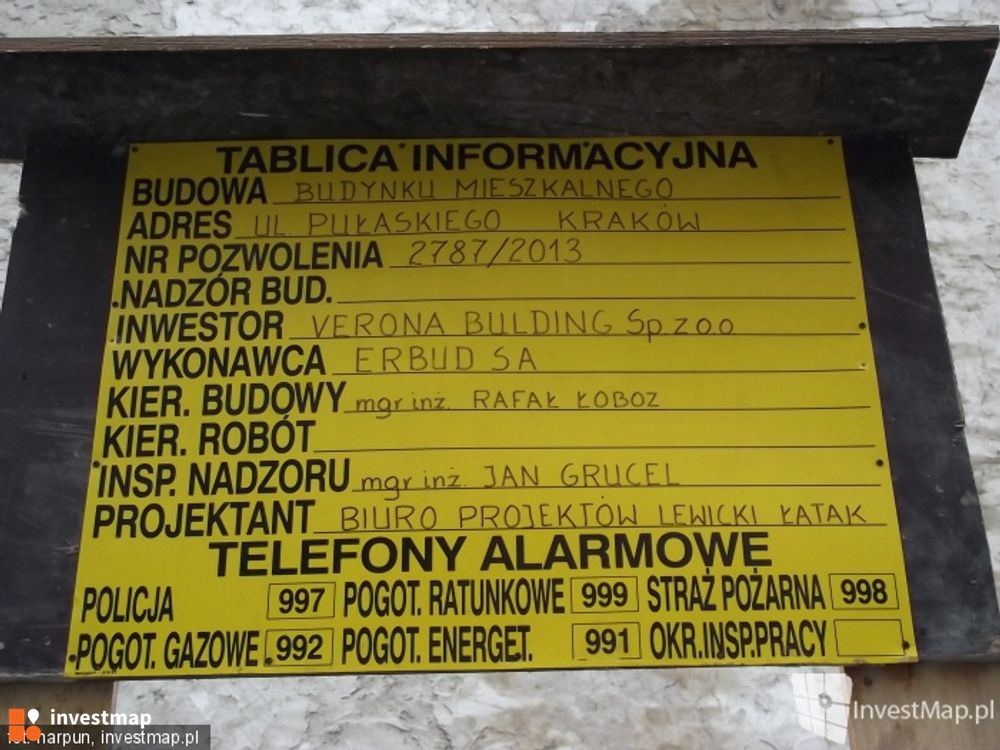 TABLICA INFORMACYJNA
BUDOWA BUDYNKU MIESZKALNEGO
ADRES UL. PUŁASKIEGO KRAKÓW
NR POZWOLENIA 2787/2013
NADZÓR BUD.
INWESTOR VERONA BULDING Sp. z o.o
WYKONAWCA ERBUD SA
KIER. BUDOWY mgr inż. RAFAŁ ŁOBOZ
KIER. ROBÓT
INSP. NADZORU mgr inż. JAN GRUCEL
PROJEKTANT BIURO PROJEKTÓW LEWICKI ŁATAK
TELEFONY ALARMOWE
POLICJA 997 POGOT. RATUNKOWE 999 STRAŻ POŻARNA 998
POGOT. GAZOWE 992 POGOT. ENERGET. 991 OKR.INSP.PRACY
investmap
fot. harpun, investmap.pl
InvestMap.pl